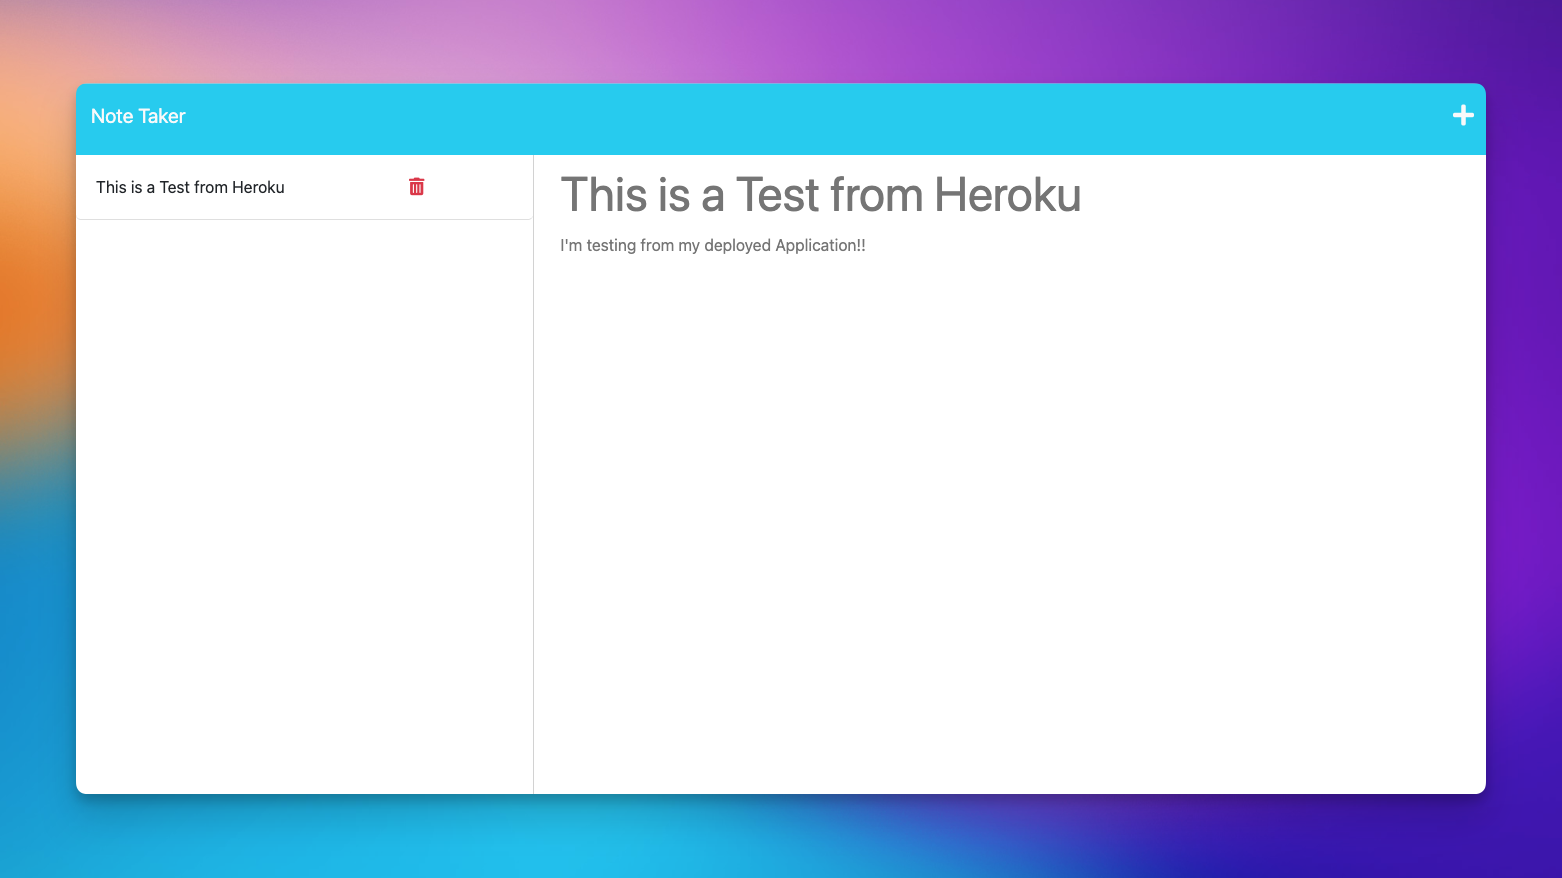 Note Taker
This is a Test from Heroku
This is a Test from Heroku
I'm testing from my deployed Application!!